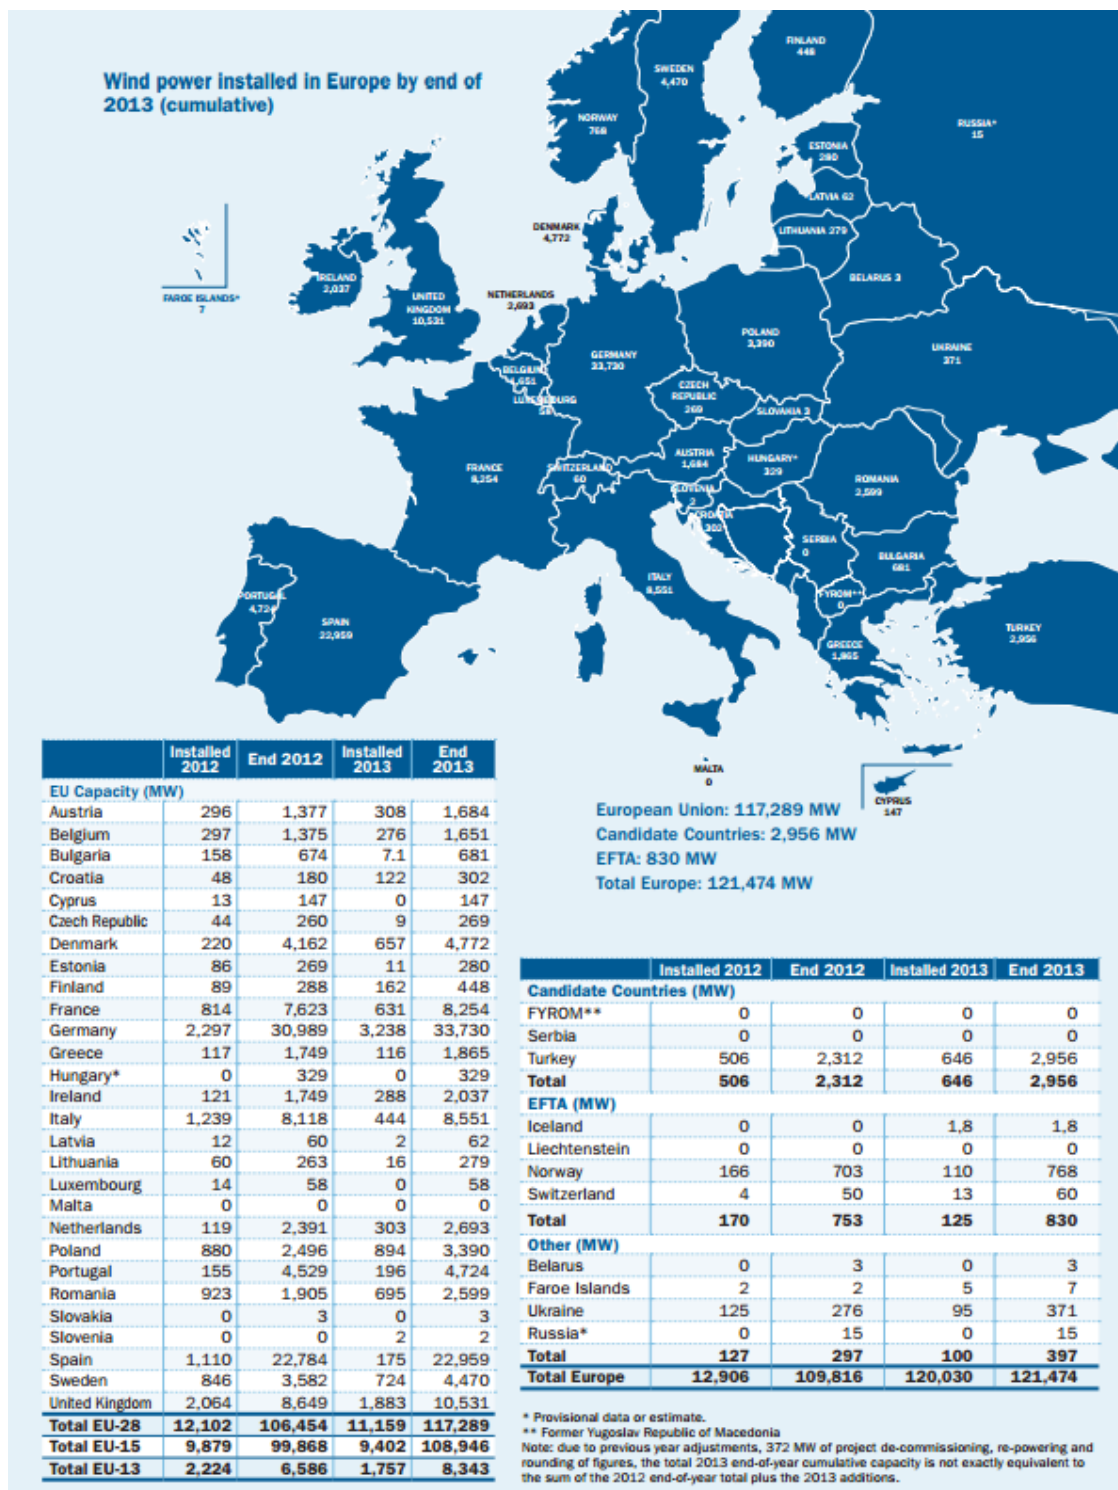 Wind power installed in Europe by end of
2013 (cumulative)
FINLAND
448
SWEDEN
4,470
NORWAY
768
RUSSIA*
15
ESTONIA
280
LATVIA 62
DENMARK
4,772
LITHUANIA 279
BELARUS 3
IRELAND
2,037
FAROE ISLANDS*
7
UNITED
KINGDOM
10,531
NETHERLANDS
2,693
POLAND
3,390
UKRAINE
371
GERMANY
33,730
BELGIUM
1,651
CZECH
REPUBLIC
269
LUXEMBOURG
58
SLOVAKIA 3
FRANCE
8,254
SWITZERLAND
60
AUSTRIA
1,684
HUNGARY*
329
ROMANIA
2,599
SLOVENIA
2
CROATIA
302
SERBIA
0
BULGARIA
681
ITALY
8,551
FYROM**
0
PORTUGAL
4,724
SPAIN
22,959
GREECE
1,865
TURKEY
2,956
MALTA
0
CYPRUS
147
European Union: 117,289 MW
Candidate Countries: 2,956 MW
EFTA: 830 MW
Total Europe: 121,474 MW
Installed 2012 End 2012 Installed 2013 End 2013
EU Capacity (MW)
Austria 296 1,377 308 1,684
Belgium 297 1,375 276 1,651
Bulgaria 158 674 7.1 681
Croatia 48 180 122 302
Cyprus 13 147 0 147
Czech Republic 44 260 9 269
Denmark 220 4,162 657 4,772
Estonia 86 269 11 280
Finland 89 288 162 448
France 814 7,623 631 8,254
Germany 2,297 30,989 3,238 33,730
Greece 117 1,749 116 1,865
Hungary* 0 329 0 329
Ireland 121 1,749 288 2,037
Italy 1,239 8,118 444 8,551
Latvia 12 60 2 62
Lithuania 60 263 16 279
Luxembourg 14 58 0 58
Malta 0 0 0 0
Netherlands 119 2,391 303 2,693
Poland 880 2,496 894 3,390
Portugal 155 4,529 196 4,724
Romania 923 1,905 695 2,599
Slovakia 0 3 0 3
Slovenia 0 0 2 2
Spain 1,110 22,784 175 22,959
Sweden 846 3,582 724 4,470
United Kingdom 2,064 8,649 1,883 10,531
Total EU-28 12,102 106,454 11,159 117,289
Total EU-15 9,879 99,868 9,402 108,946
Total EU-13 2,224 6,586 1,757 8,343
Installed 2012 End 2012 Installed 2013 End 2013
Candidate Countries (MW)
FYROM** 0 0 0 0
Serbia 0 0 0 0
Turkey 506 2,312 646 2,956
Total 506 2,312 646 2,956
EFTA (MW)
Iceland 0 0 1,8 1,8
Liechtenstein 0 0 0 0
Norway 166 703 110 768
Switzerland 4 50 13 60
Total 170 753 125 830
Other (MW)
Belarus 0 3 0 3
Faroe Islands 2 2 5 7
Ukraine 125 276 95 371
Russia* 0 15 0 15
Total 127 297 100 397
Total Europe 12,906 109,816 120,030 121,474
* Provisional data or estimate.
** Former Yugoslav Republic of Macedonia
Note: due to previous year adjustments, 372 MW of project de-commissioning, re-powering and
rounding of figures, the total 2013 end-of-year cumulative capacity is not exactly equivalent to
the sum of the 2012 end-of-year total plus the 2013 additions.